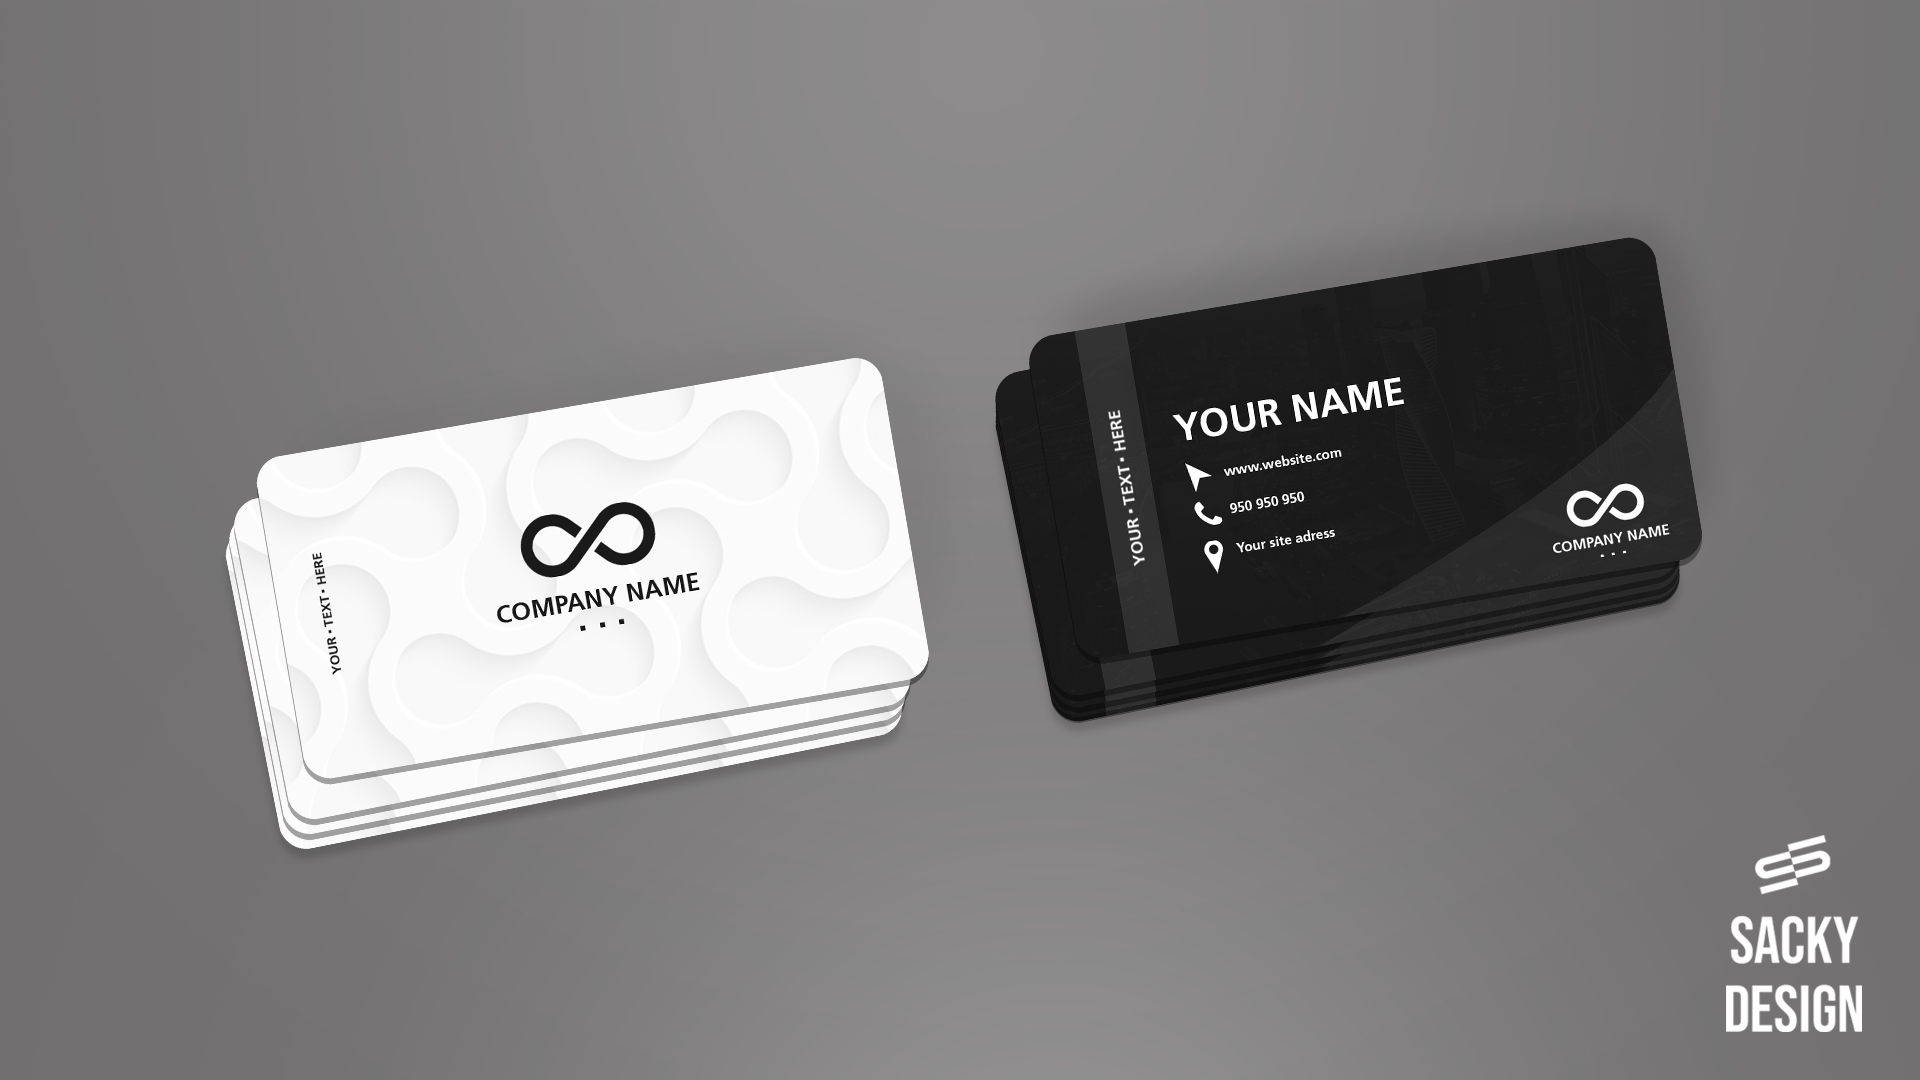 YOUR • TEXT • HERE
COMPANY NAME
YOUR • TEXT • HERE
YOUR NAME
www.website.com
950 950 950
Your site adress
COMPANY NAME
SACKY
DESIGN